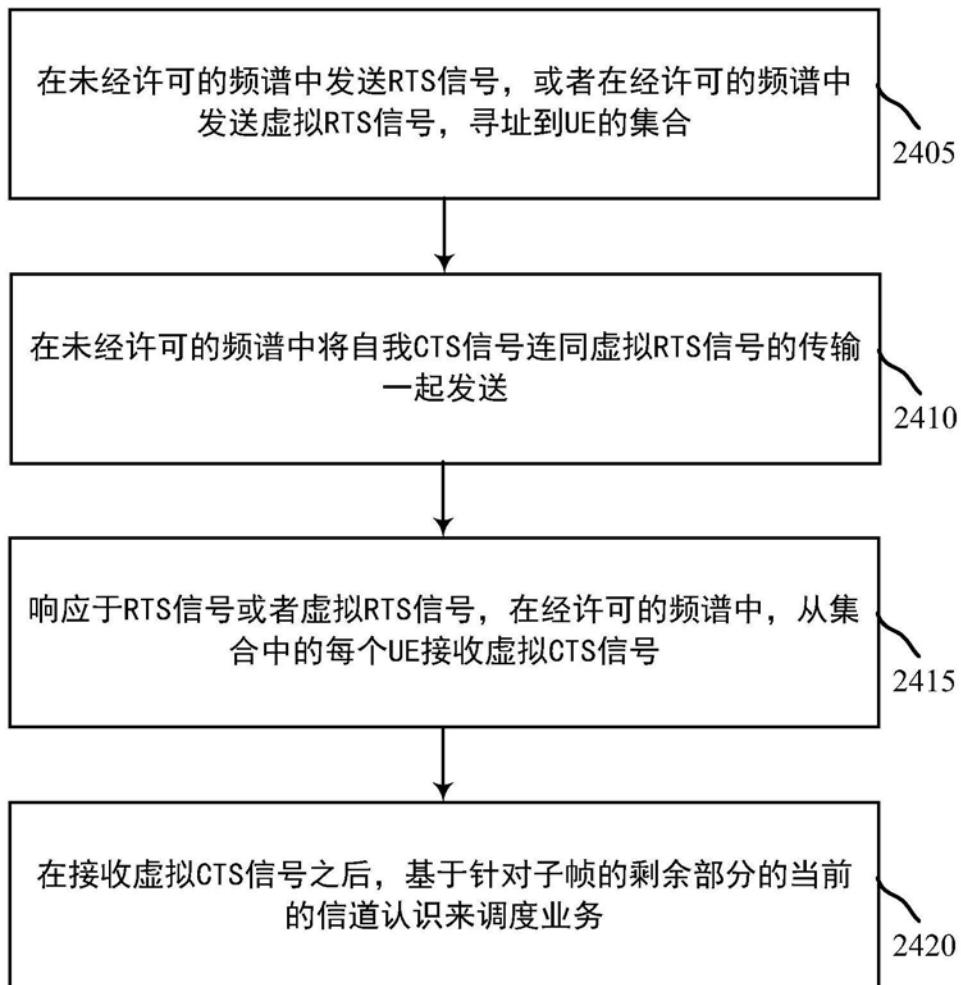 在未经许可的频谱中发送RTS信号，或者在经许可的频谱中
发送虚拟RTS信号，寻址到UE的集合
2405
在未经许可的频谱中将自我CTS信号连同虚拟RTS信号的传输
一起发送
2410
响应于RTS信号或者虚拟RTS信号，在经许可的频谱中，从集
合中的每个UE接收虚拟CTS信号
2415
在接收虚拟CTS信号之后，基于针对子帧的剩余部分的当前
的信道认识来调度业务
2420